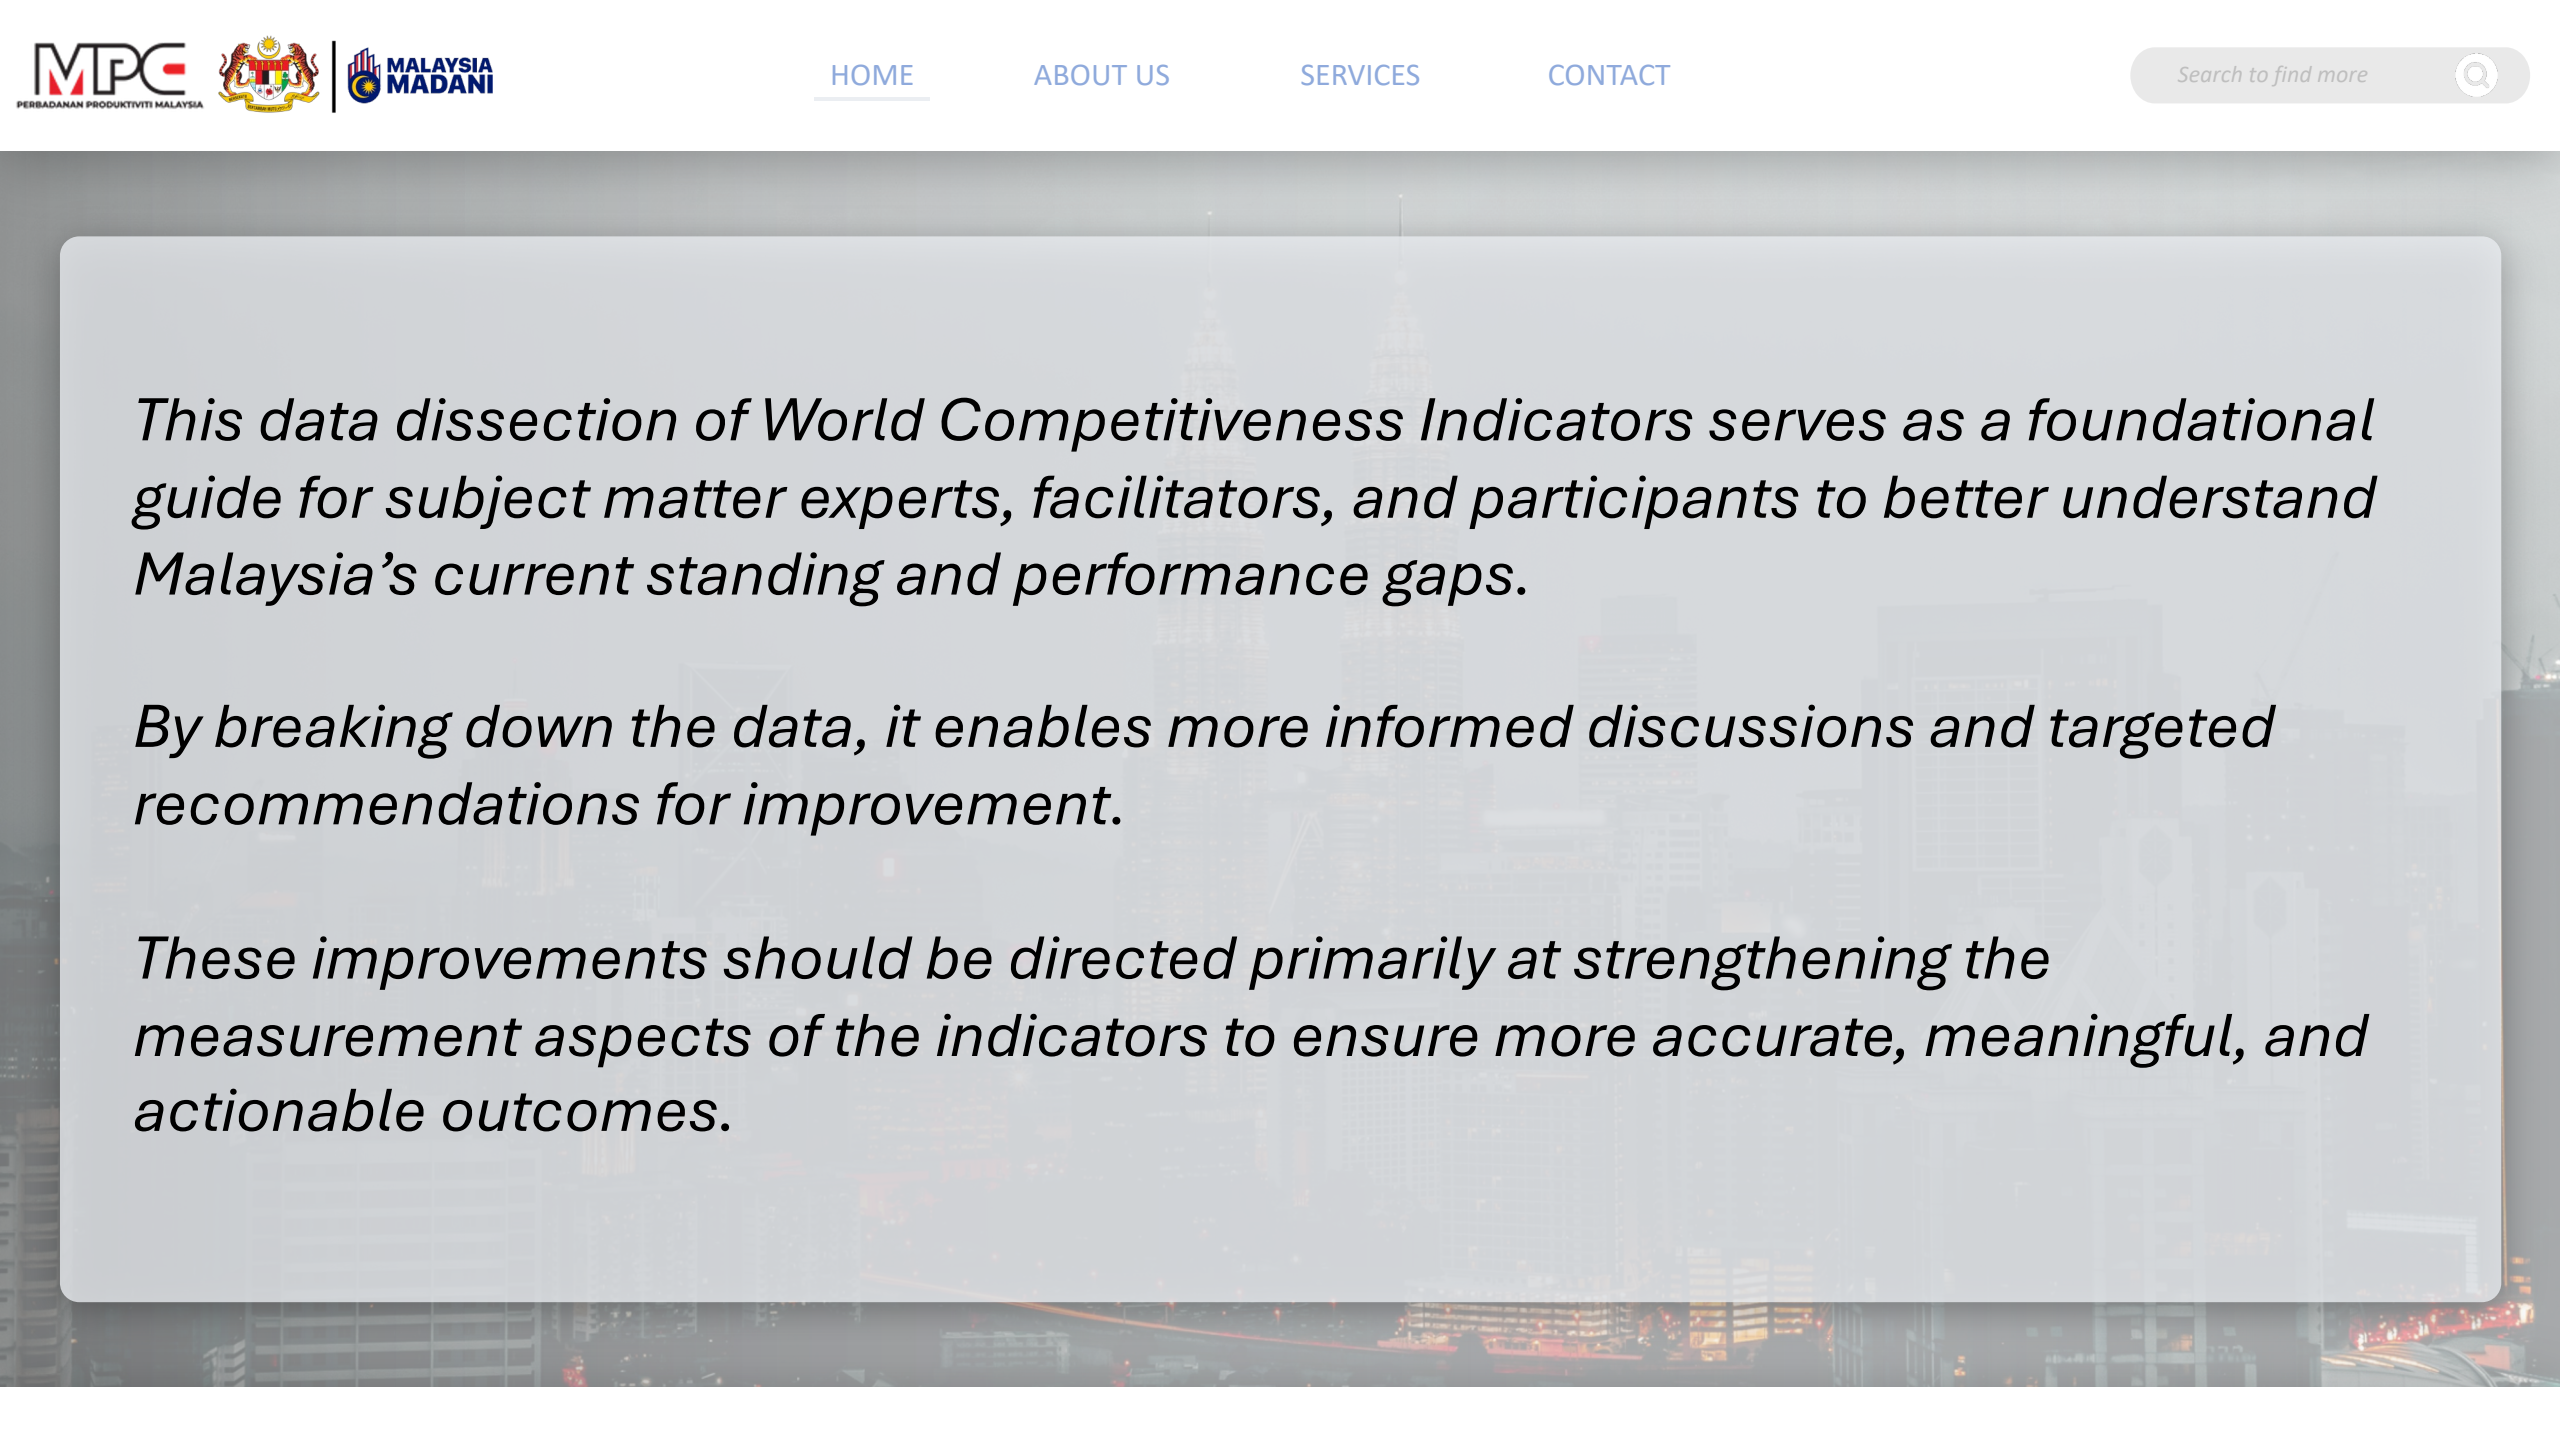 MPC
PERBADANAN PRODUKTIVITI MALAYSIA
MALAYSIA
MADANI
HOME
ABOUT US
SERVICES
CONTACT
Search to find more
This data dissection of World Competitiveness Indicators serves as a foundational
guide for subject matter experts, facilitators, and participants to better understand
Malaysia’s current standing and performance gaps.
By breaking down the data, it enables more informed discussions and targeted
recommendations for improvement.
These improvements should be directed primarily at strengthening the
measurement aspects of the indicators to ensure more accurate, meaningful, and
actionable outcomes.